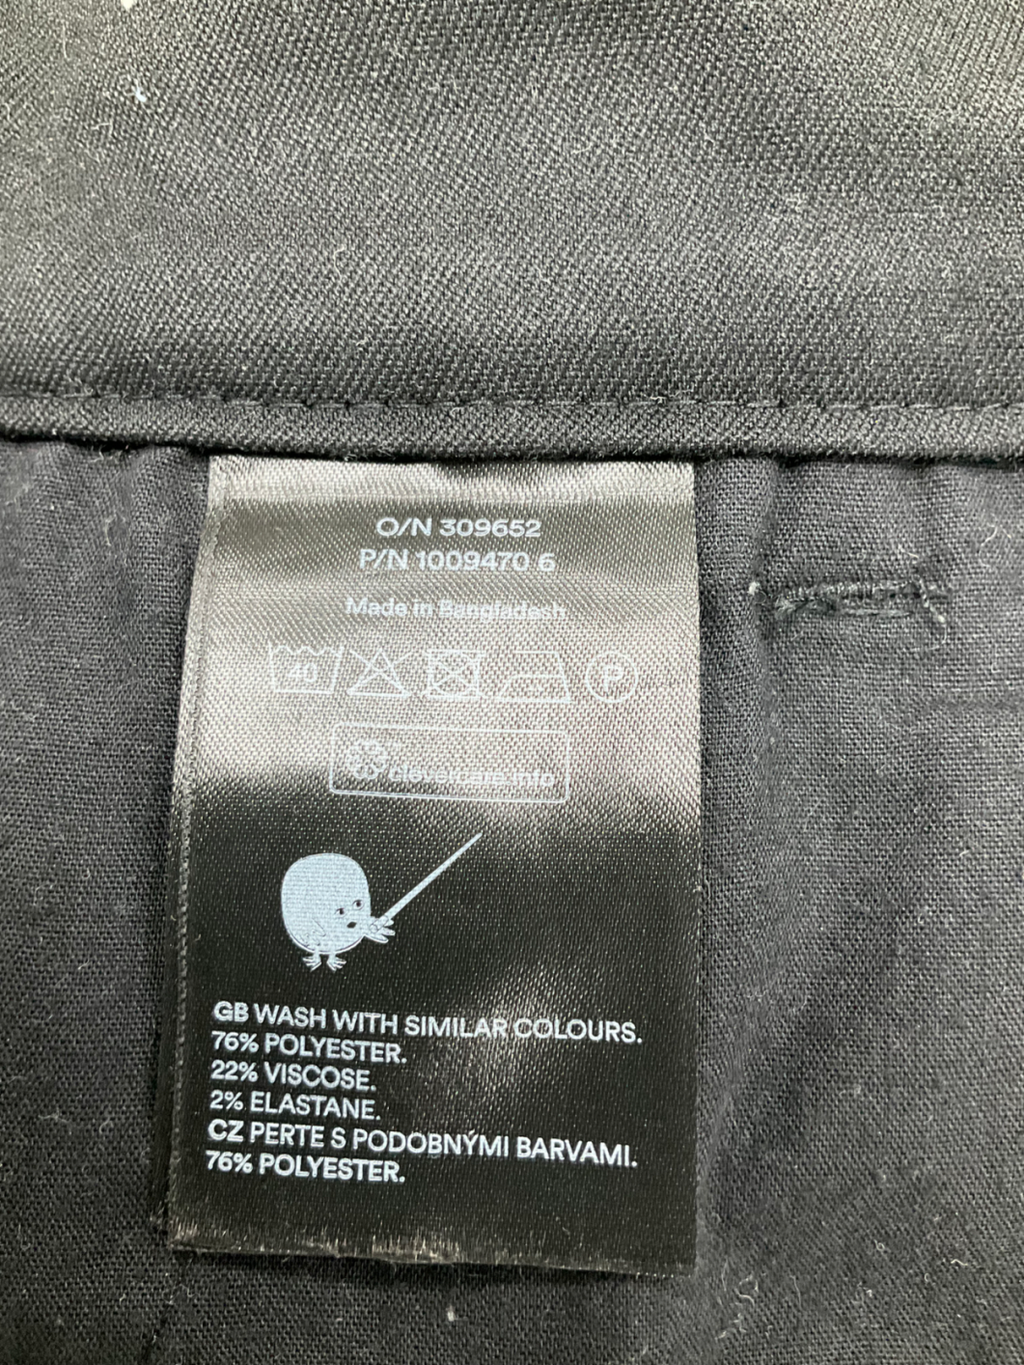 O/N 309652
P/N 1009470 6
Made in Bangladesh
40 P
clevercare.info
GB WASH WITH SIMILAR COLOURS.
76% POLYESTER.
22% VISCOSE.
2% ELASTANE.
CZ PERTE S PODOBNÝMI BARVAMI.
76% POLYESTER.